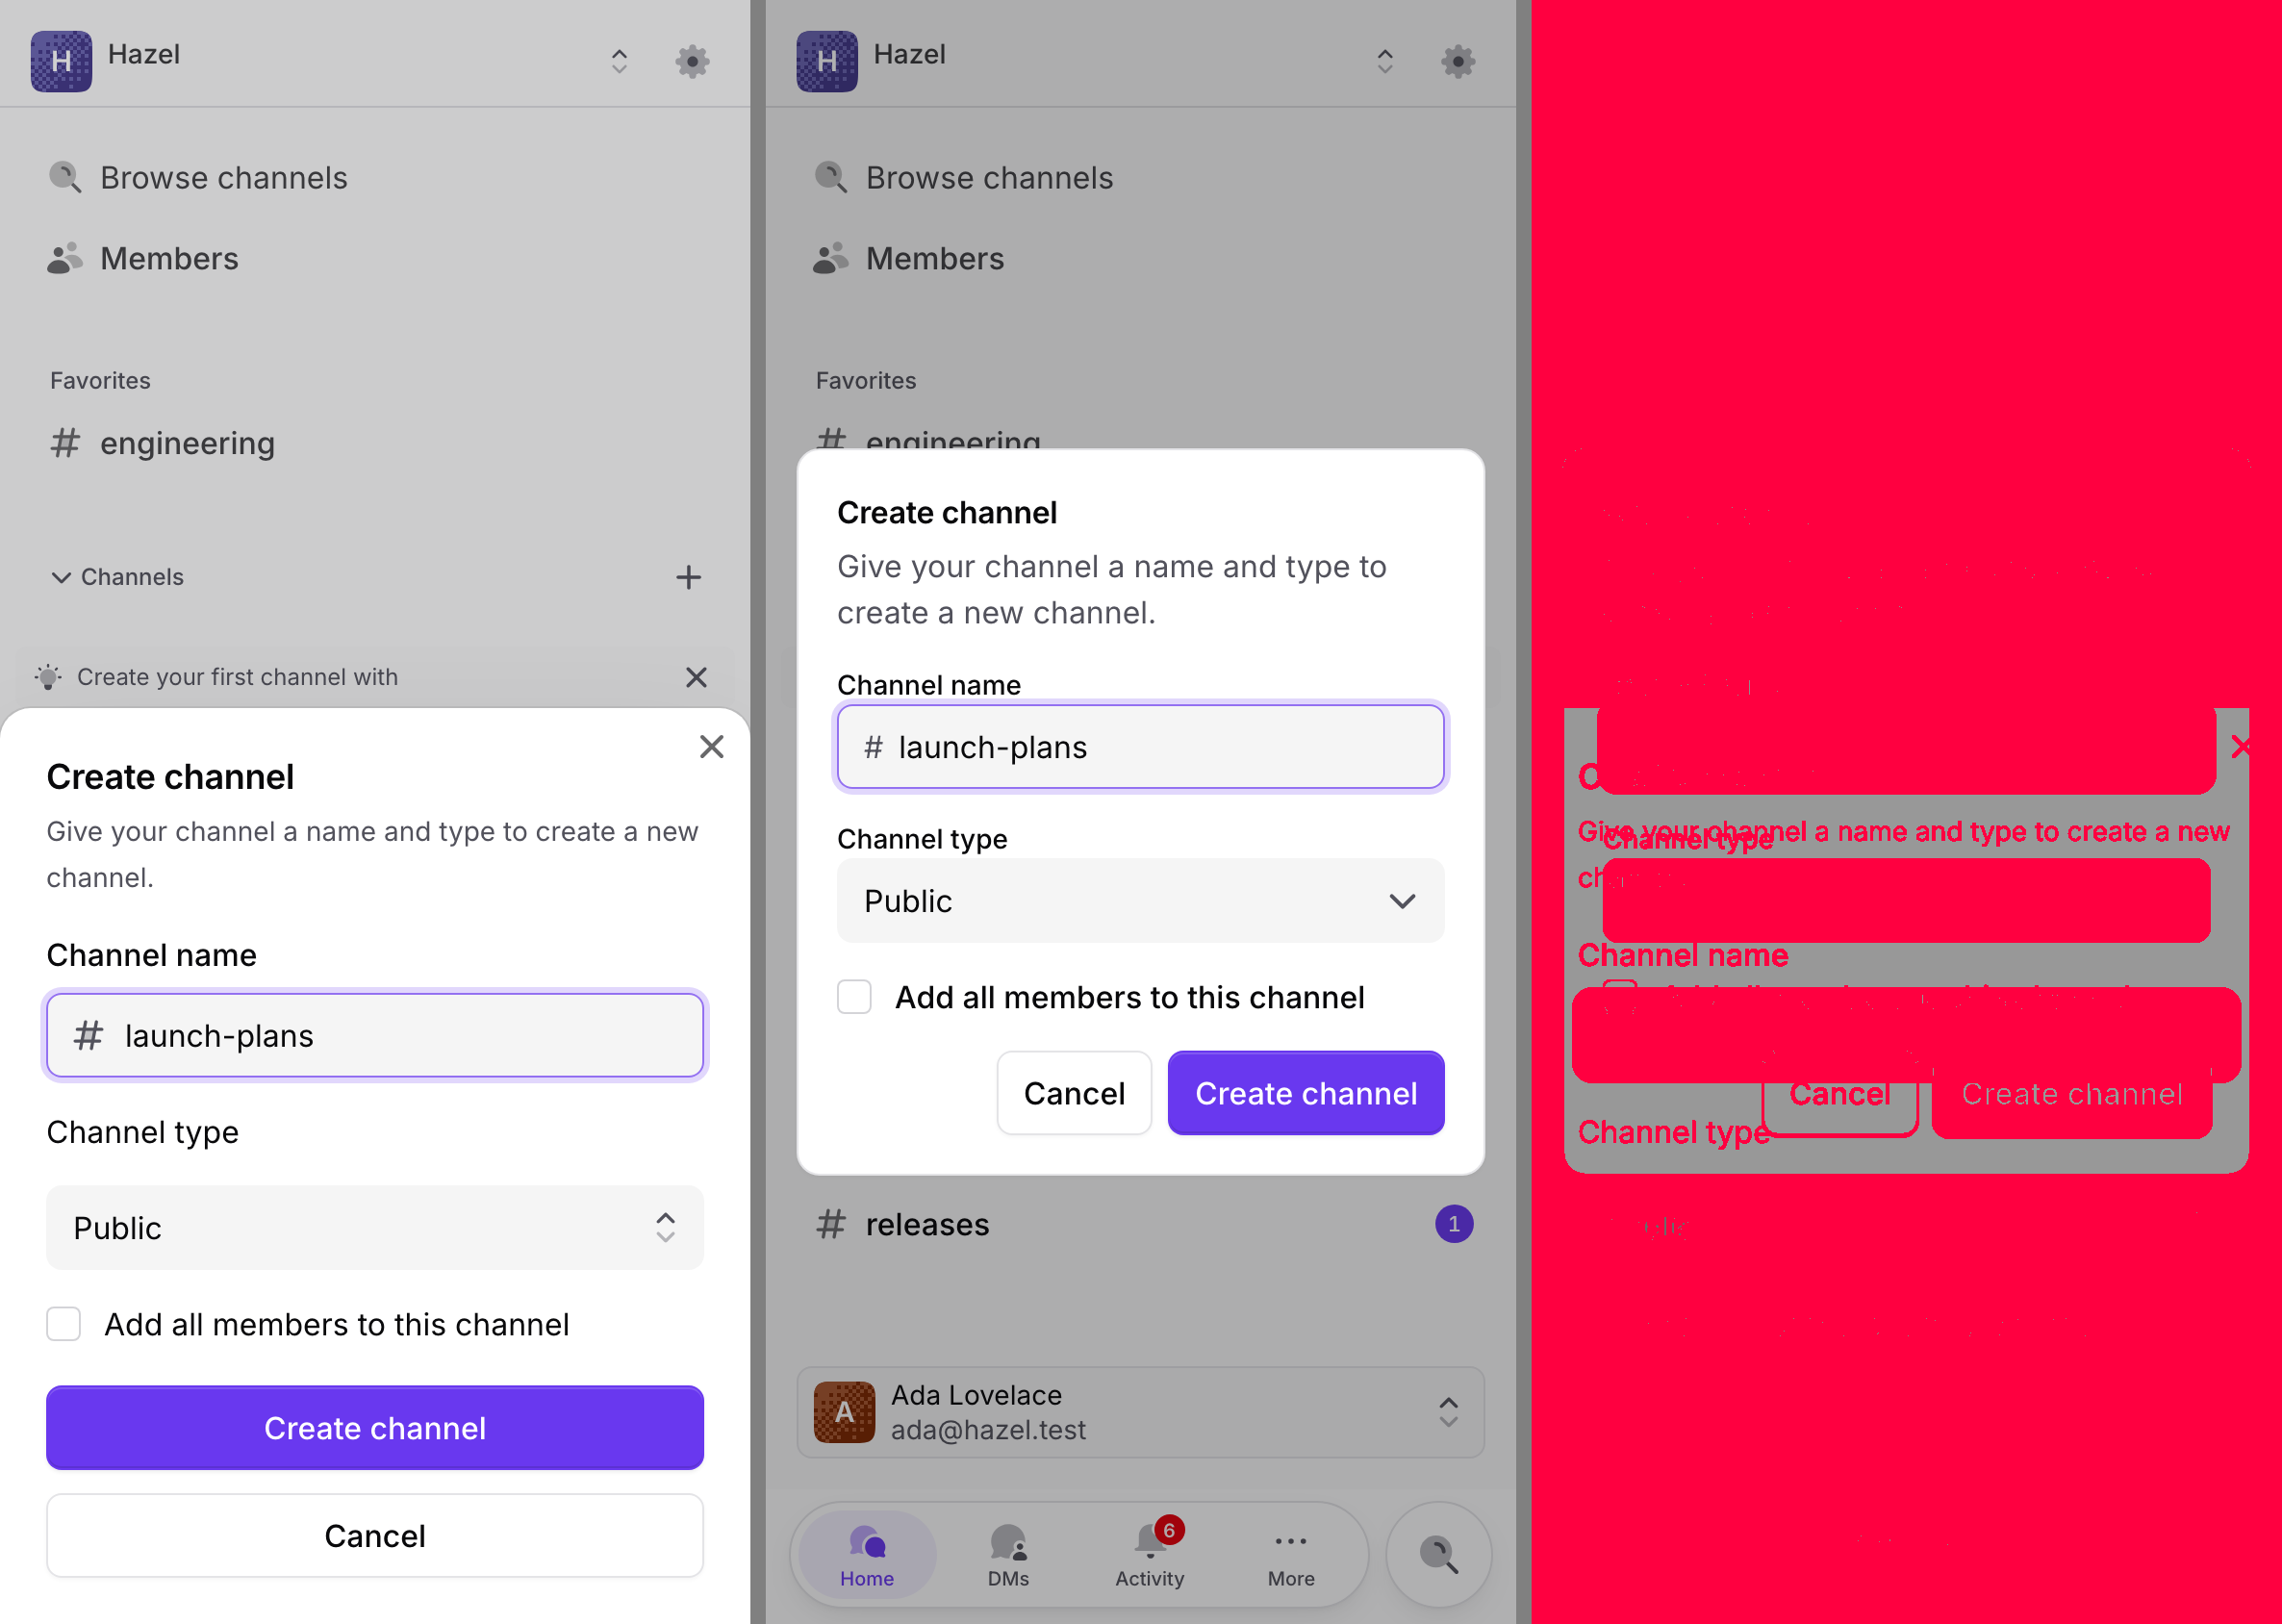 H Hazel
Browse channels
Members
Favorites
# engineering
Channels
Create your first channel with
Create channel
Give your channel a name and type to create a new
channel.
Channel name
# launch-plans
Channel type
Public
Add all members to this channel
Create channel
Cancel
H Hazel
Browse channels
Members
Favorites
# engineering
Create channel
Give your channel a name and type to
create a new channel.
Channel name
# launch-plans
Channel type
Public
Add all members to this channel
Cancel Create channel
# releases 1
A Ada Lovelace
ada@hazel.test
6
Home DMs Activity More
Give your channel a name and type to create a new
Channel type
Channel name
Cancel Create channel
Channel type